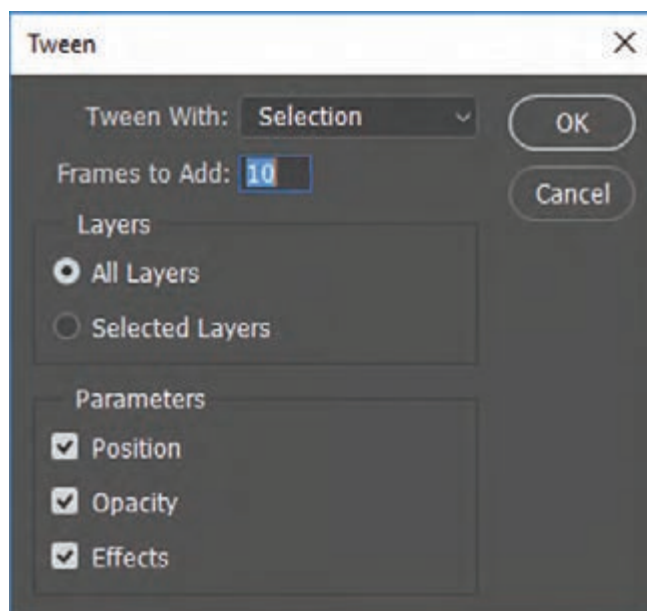 Tween
Tween With: Selection OK
Frames to Add: 10 Cancel
Layers
All Layers
Selected Layers
Parameters
Position
Opacity
Effects